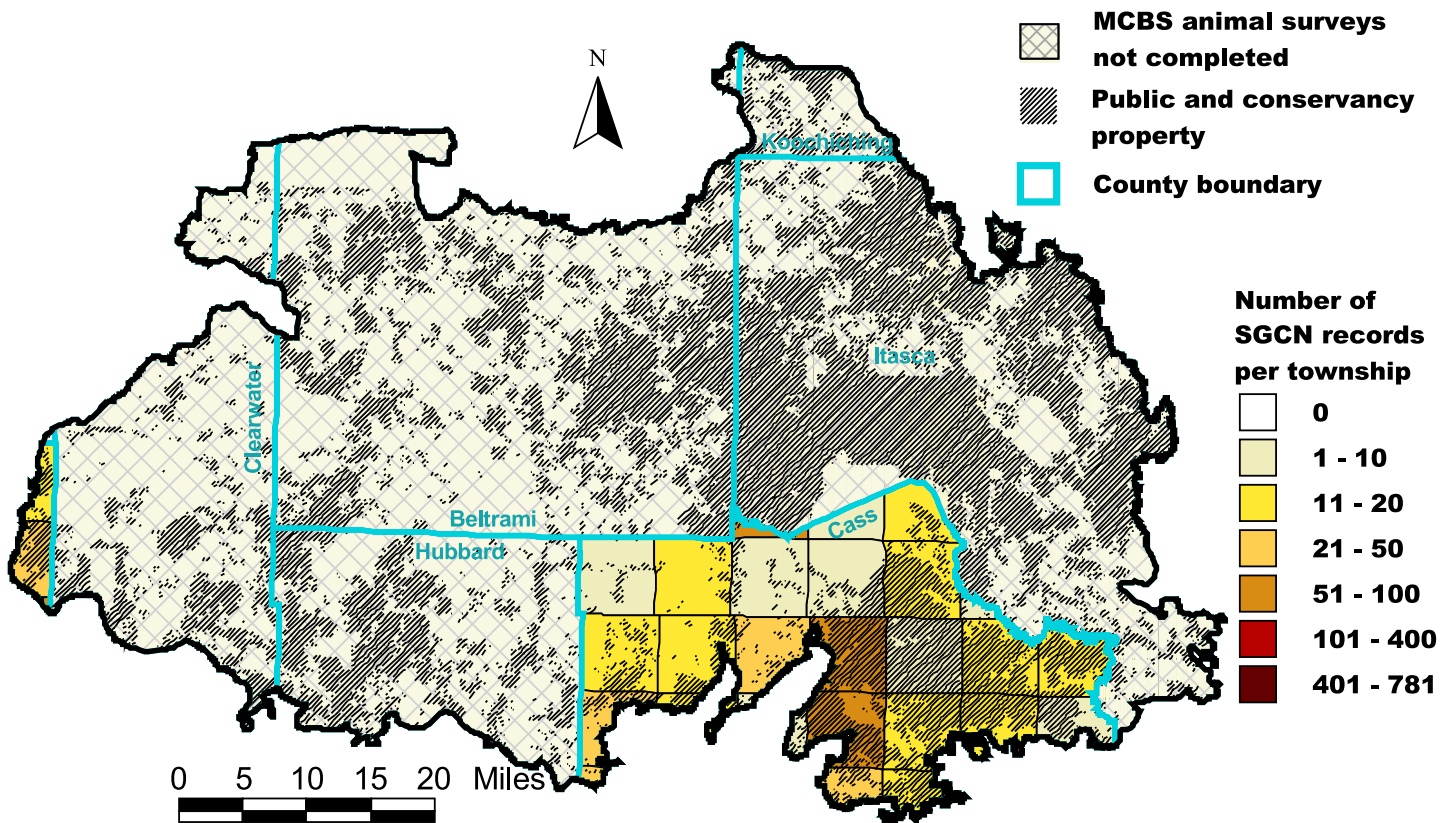 MCBS animal surveys
not completed
Public and conservancy
property
County boundary
N
Koochiching
Itasca
Clearwater
Beltrami
Hubbard
Cass
Number of
SGCN records
per township
0
1 - 10
11 - 20
21 - 50
51 - 100
101 - 400
401 - 781
0 5 10 15 20 Miles